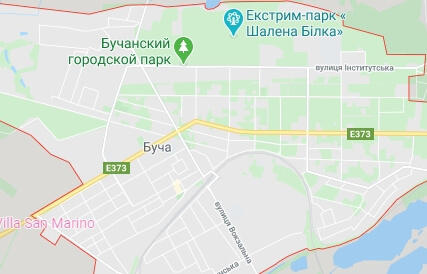 Екстрим-парк «
Шалена Білка»
Бучанский
городской парк
вулиця Інститутська
E373
Буча
E373
Villa San Marino
вулиця Вокзальна